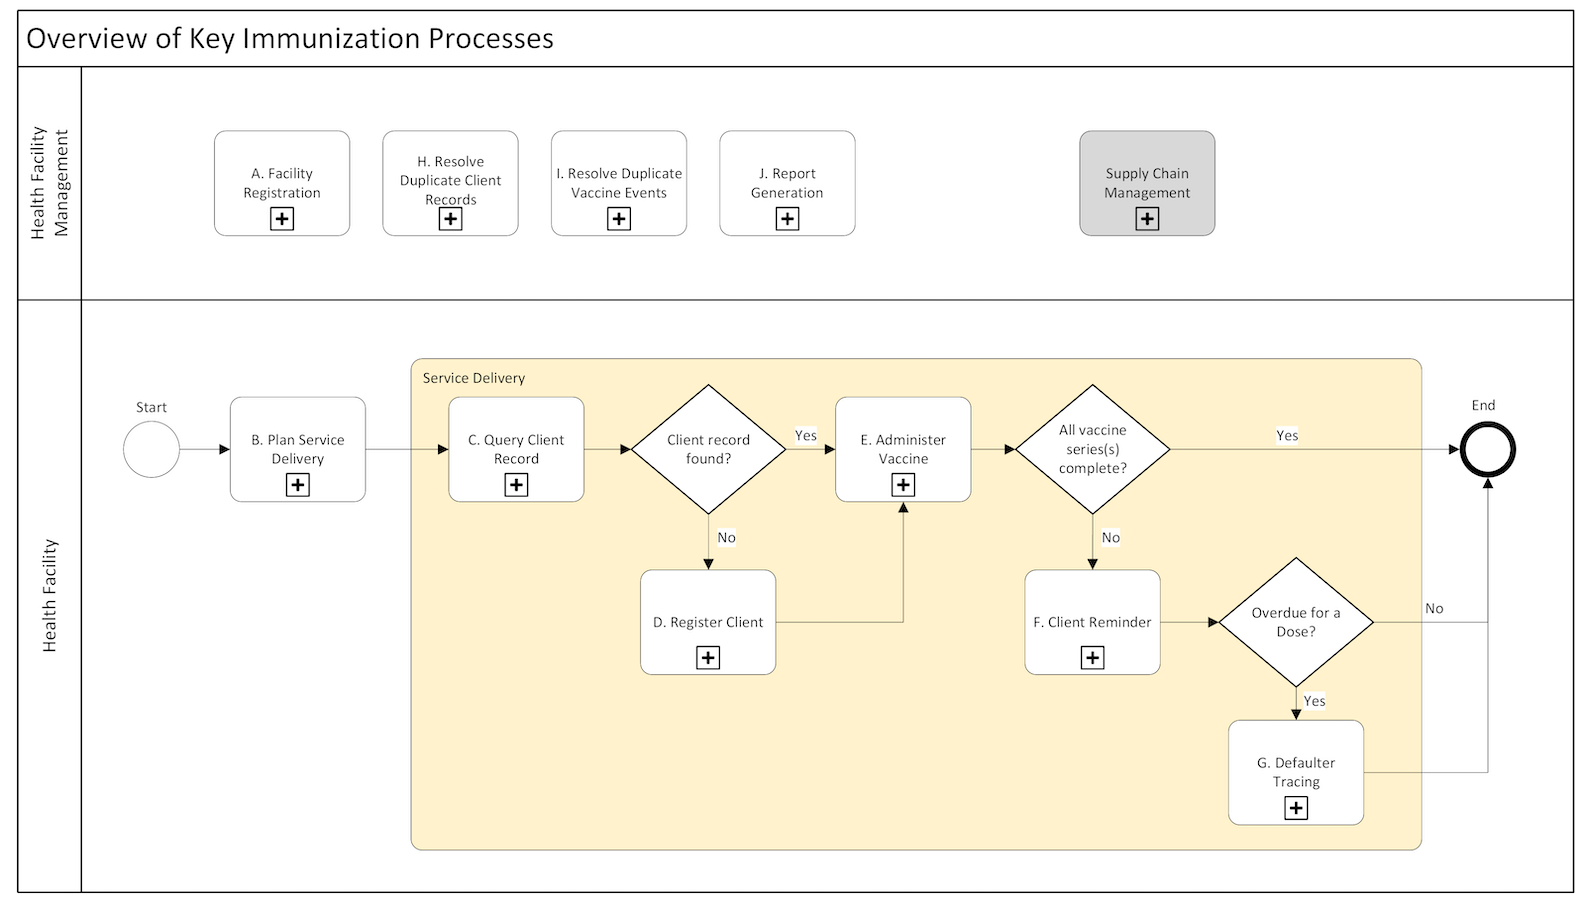 Overview of Key Immunization Processes
Health Facility
Management
A. Facility
Registration
H. Resolve
Duplicate Client
Records
I. Resolve Duplicate
Vaccine Events
J. Report
Generation
Supply Chain
Management
Health Facility
Service Delivery
Start
B. Plan Service
Delivery
C. Query Client
Record
Client record
found?
Yes
No
D. Register Client
E. Administer
Vaccine
All vaccine
series(s)
complete?
Yes
No
F. Client Reminder
Overdue for a
Dose?
No
Yes
G. Defaulter
Tracing
End